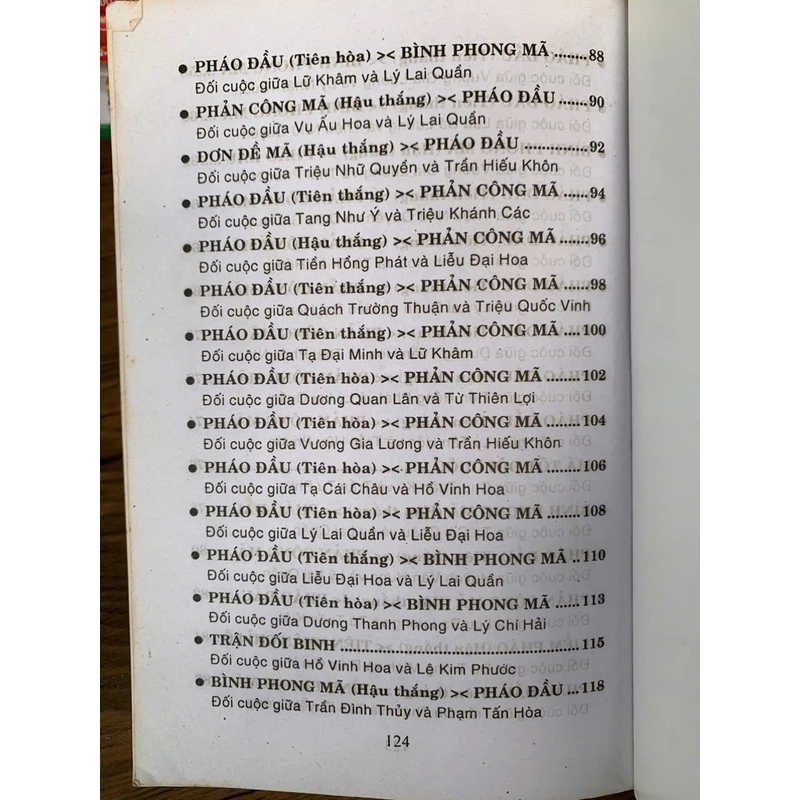 • PHÁO ĐẦU (Tiên hòa) >< BÌNH PHONG MÃ ... 88
Đối cuộc giữa Lữ Khâm và Lý Lai Quần
• PHẢN CÔNG MÃ (Hậu thắng) >< PHÁO ĐẦU ..... 90
Đối cuộc giữa Vụ Ấu Hoa và Lý Lai Quần
• ĐƠN ĐỀ MÃ (Hậu thắng) >< PHÁO ĐẦU ........... 92
Đối cuộc giữa Triệu Nhữ Quyền và Trần Hiếu Khôn
• PHÁO ĐẦU (Tiên thắng) >< PHẢN CÔNG MÃ ..... 94
Đối cuộc giữa Tang Như Ý và Triệu Khánh Các
• PHÁO ĐẦU (Hậu thắng) >< PHẢN CÔNG MÃ ...... 96
Đối cuộc giữa Tiền Hồng Phát và Liễu Đại Hoa
• PHÁO ĐẦU (Tiên thắng) >< PHẢN CÔNG MÃ ..... 98
Đối cuộc giữa Quách Trường Thuận và Triệu Quốc Vinh
• PHÁO ĐẦU (Tiên thắng) >< PHẢN CÔNG MÃ .... 100
Đối cuộc giữa Tạ Đại Minh và Lữ Khâm
• PHÁO ĐẦU (Tiên hòa) >< PHẢN CÔNG MÃ ........ 102
Đối cuộc giữa Dương Quan Lân và Từ Thiên Lợi
• PHÁO ĐẦU (Tiên hòa) >< PHẢN CÔNG MÃ ........ 104
Đối cuộc giữa Vương Gia Lương và Trần Hiếu Khôn
• PHÁO ĐẦU (Tiên hòa) >< PHẢN CÔNG MÃ ........ 106
Đối cuộc giữa Tạ Cái Châu và Hồ Vinh Hoa
• PHÁO ĐẦU (Tiên hòa) >< PHẢN CÔNG MÃ ........ 108
Đối cuộc giữa Lý Lai Quần và Liễu Đại Hoa
• PHÁO ĐẦU (Tiên thắng) >< BÌNH PHONG MÃ .. 110
Đối cuộc giữa Liễu Đại Hoa và Lý Lai Quần
• PHÁO ĐẦU (Tiên hòa) >< BÌNH PHONG MÃ ...... 113
Đối cuộc giữa Dương Thanh Phong và Lý Chí Hải
• TRẬN ĐỐI BINH ............................... 115
Đối cuộc giữa Hồ Vinh Hoa và Lê Kim Phước
• BÌNH PHONG MÃ (Hậu thắng) >< PHÁO ĐẦU ... 118
Đối cuộc giữa Trần Đình Thủy và Phạm Tấn Hòa
124